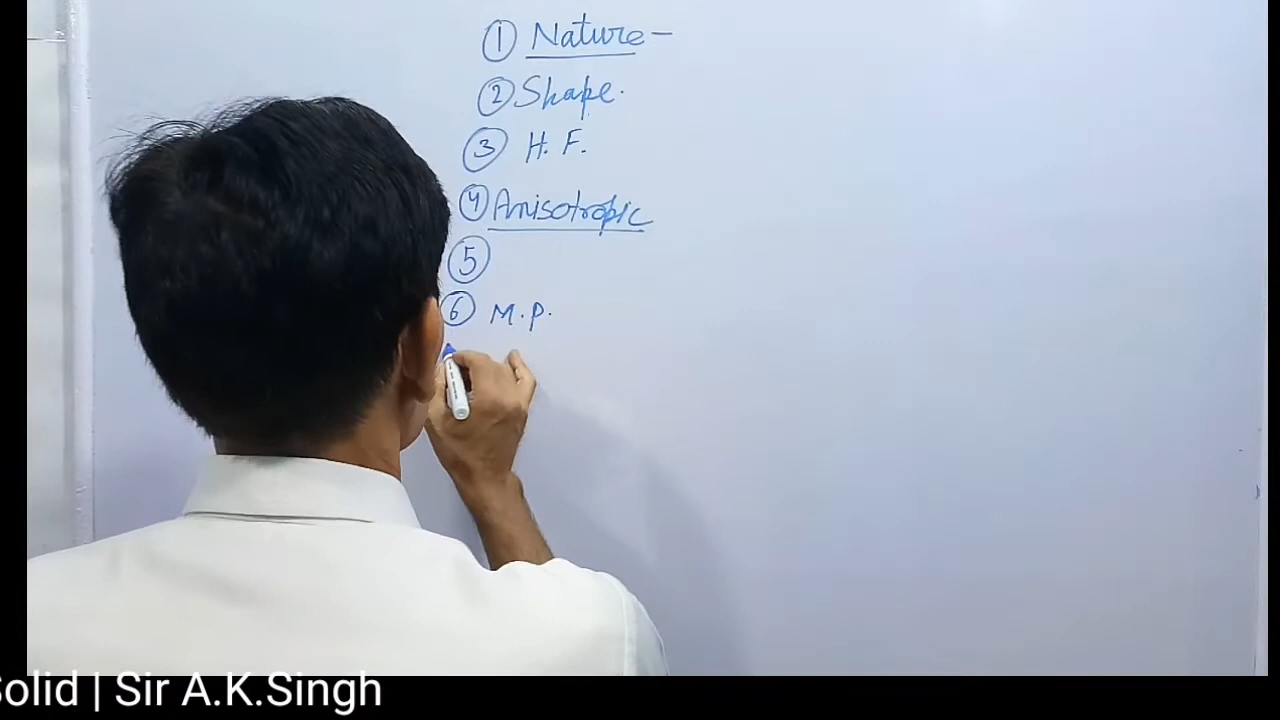 ① Nature -
② Shape.
③ H. F.
④ Anisotropic
⑤
⑥ M.P.
Solid | Sir A.K.Singh